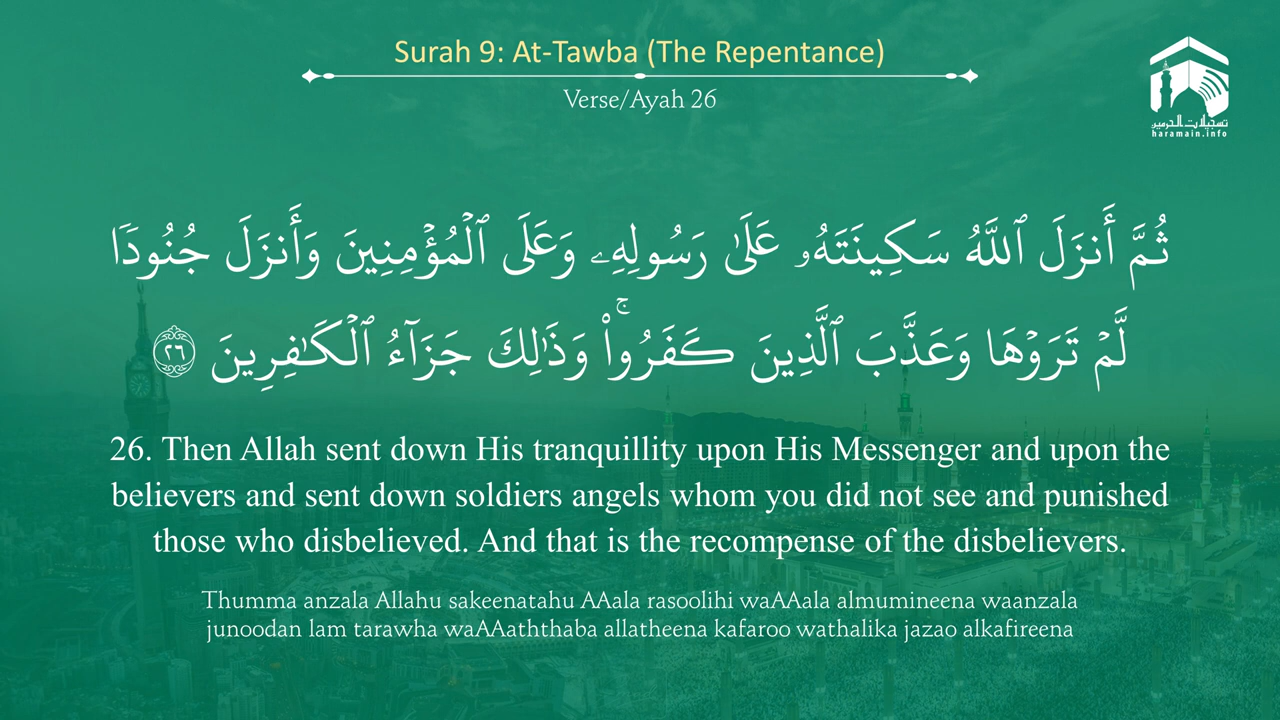 Surah 9: At-Tawba (The Repentance)
Verse/Ayah 26
تسجيلات الحرمين
haramain.info
ثُمَّ أَنزَلَ ٱللَّهُ سَكِينَتَهُۥ عَلَىٰ رَسُولِهِۦ وَعَلَى ٱلْمُؤْمِنِينَ وَأَنزَلَ جُنُودًا
لَّمْ تَرَوْهَا وَعَذَّبَ ٱلَّذِينَ كَفَرُوا۟ ۚ وَذَٰلِكَ جَزَآءُ ٱلْكَـٰفِرِينَ ٢٦
26. Then Allah sent down His tranquillity upon His Messenger and upon the
believers and sent down soldiers angels whom you did not see and punished
those who disbelieved. And that is the recompense of the disbelievers.
Thumma anzala Allahu sakeenatahu AAala rasoolihi waAAala almumineena waanzala
junoodan lam tarawha waAAaththaba allatheena kafaroo wathalika jazao alkafireena